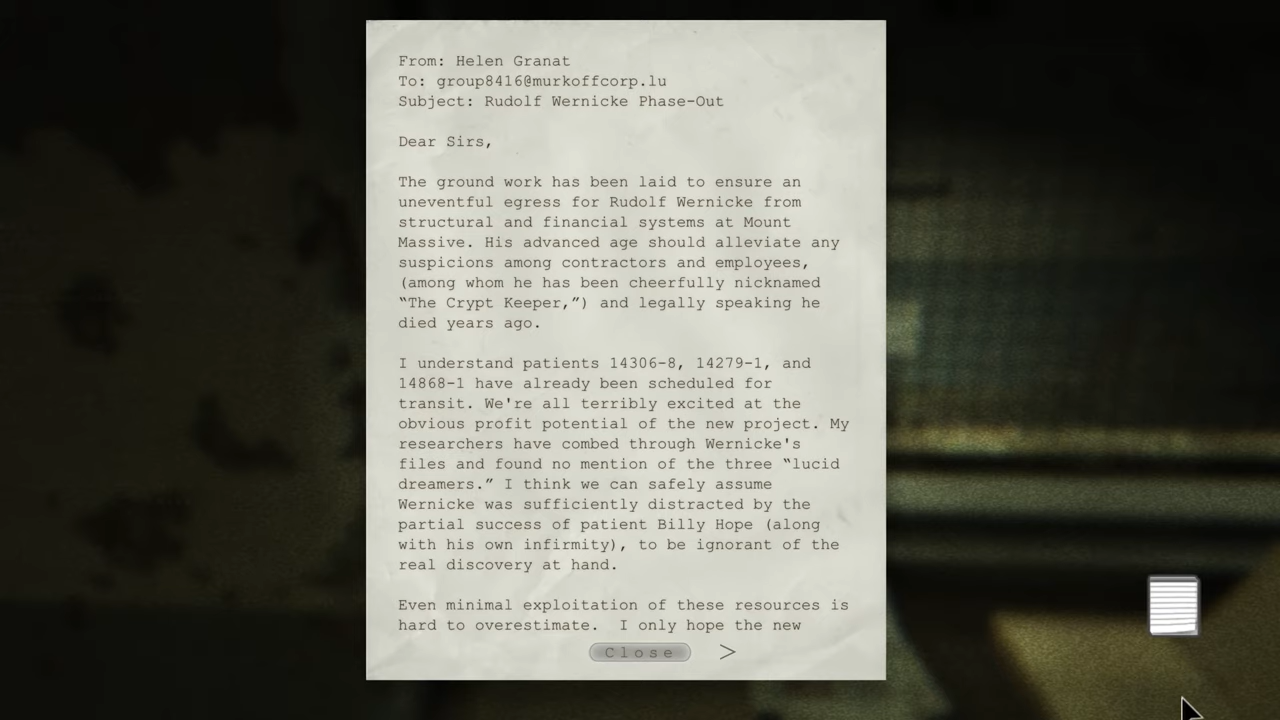 From: Helen Granat
To: group8416@murkoffcorp.lu
Subject: Rudolf Wernicke Phase-Out
Dear Sirs,
The ground work has been laid to ensure an
uneventful egress for Rudolf Wernicke from
structural and financial systems at Mount
Massive. His advanced age should alleviate any
suspicions among contractors and employees,
(among whom he has been cheerfully nicknamed
“The Crypt Keeper,”) and legally speaking he
died years ago.
I understand patients 14306-8, 14279-1, and
14868-1 have already been scheduled for
transit. We're all terribly excited at the
obvious profit potential of the new project. My
researchers have combed through Wernicke's
files and found no mention of the three “lucid
dreamers.” I think we can safely assume
Wernicke was sufficiently distracted by the
partial success of patient Billy Hope (along
with his own infirmity), to be ignorant of the
real discovery at hand.
Even minimal exploitation of these resources is
hard to overestimate.  I only hope the new
Close >